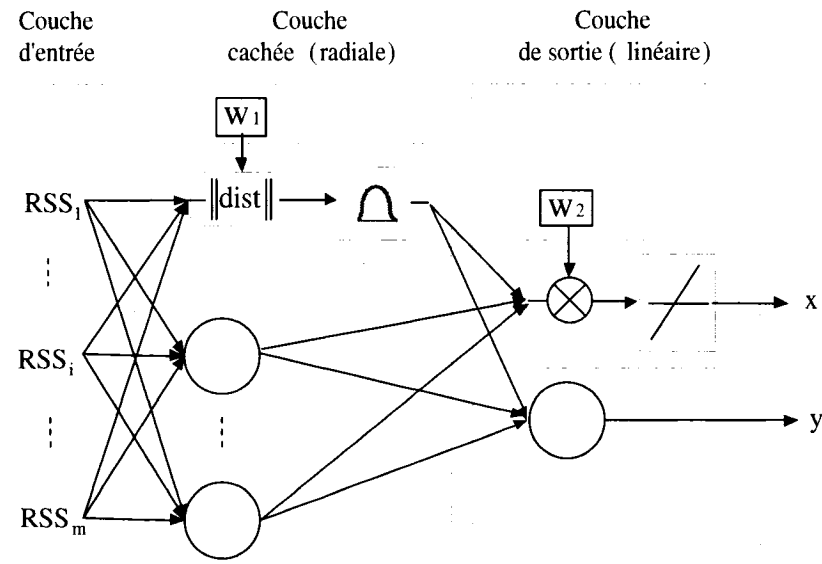 Couche
d'entrée
Couche
cachée (radiale)
Couche
de sortie ( linéaire)
W1
RSS1
||dist||
W2
x
RSSi
y
RSSm